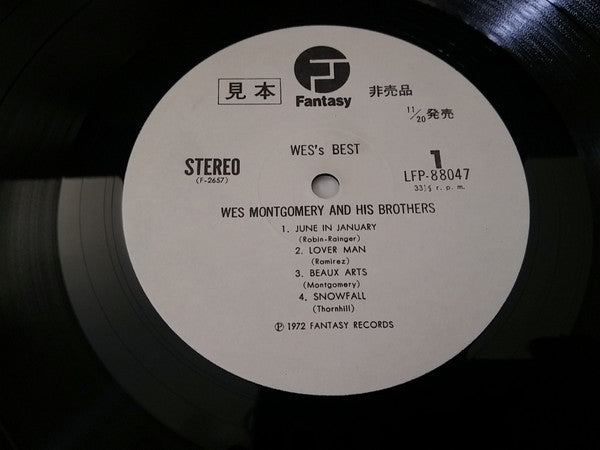 見本
Fantasy
非売品
11/20発売
WES's BEST
STEREO
(F-2657)
1
LFP-88047
33⅓ r. p. m.
WES MONTGOMERY AND HIS BROTHERS
1. JUNE IN JANUARY
(Robin-Rainger)
2. LOVER MAN
(Ramirez)
3. BEAUX ARTS
(Montgomery)
4. SNOWFALL
(Thornhill)
℗ 1972 FANTASY RECORDS